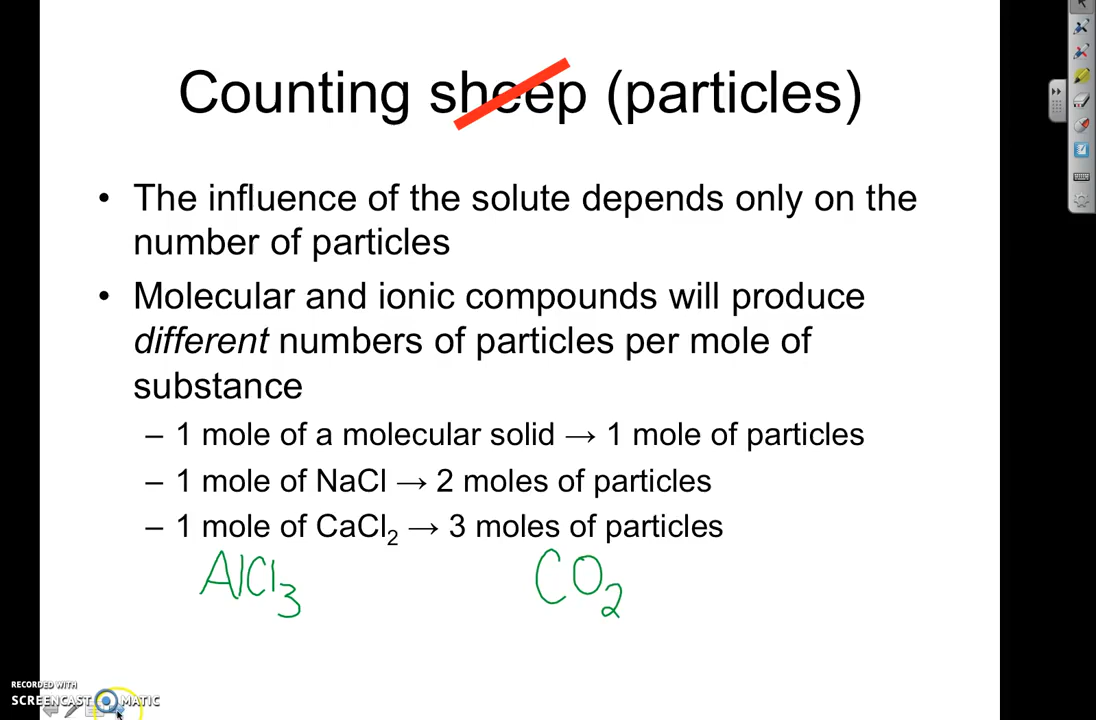 Counting sheep (particles)
• The influence of the solute depends only on the
number of particles
• Molecular and ionic compounds will produce
different numbers of particles per mole of
substance
– 1 mole of a molecular solid → 1 mole of particles
– 1 mole of NaCl → 2 moles of particles
– 1 mole of CaCl₂ → 3 moles of particles
AlCl₃ CO₂
RECORDED WITH
SCREENCAST MATIC